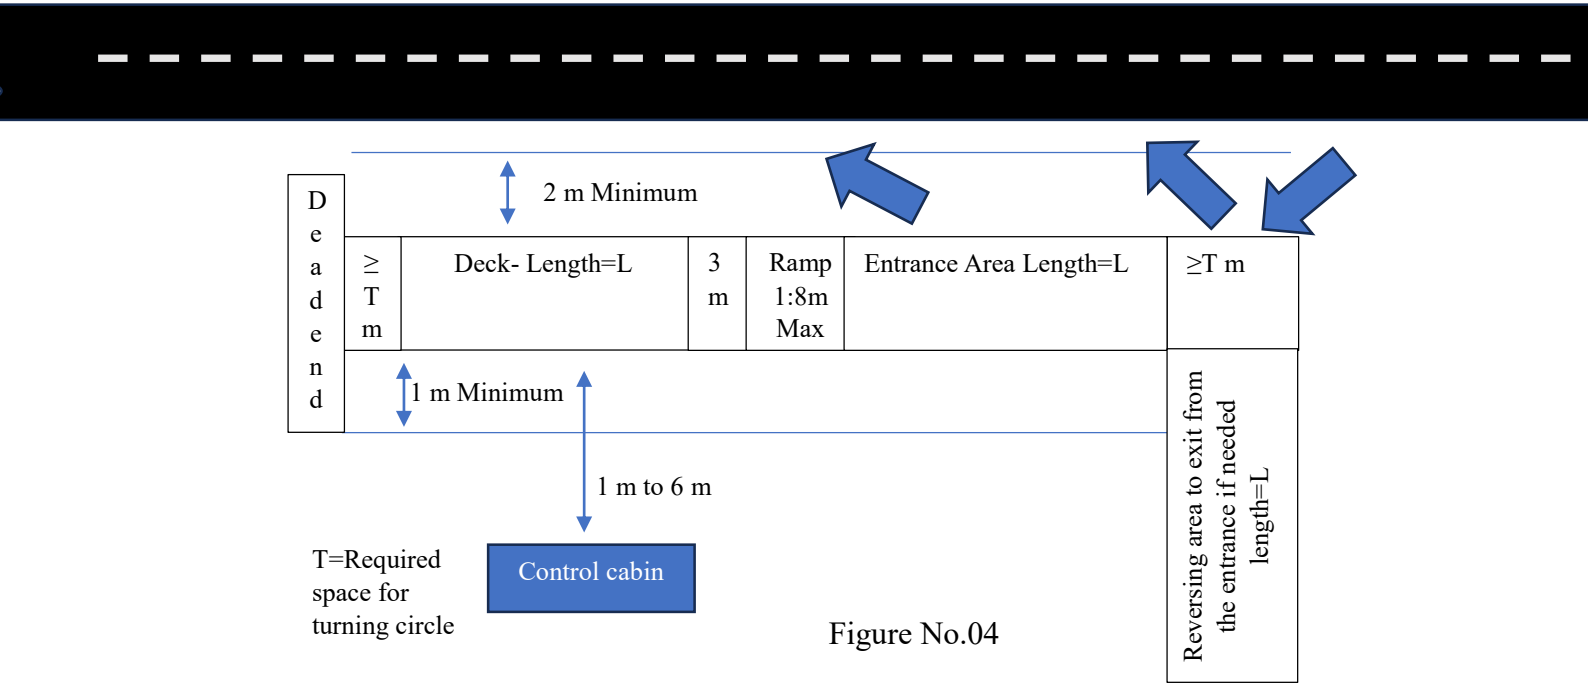 2 m Minimum
D
e
a
d
e
n
d
≥
T
m
Deck- Length=L
3
m
Ramp
1:8m
Max
Entrance Area Length=L
≥T m
1 m Minimum
1 m to 6 m
Reversing area to exit from
the entrance if needed
length=L
T=Required
space for
turning circle
Control cabin
Figure No.04